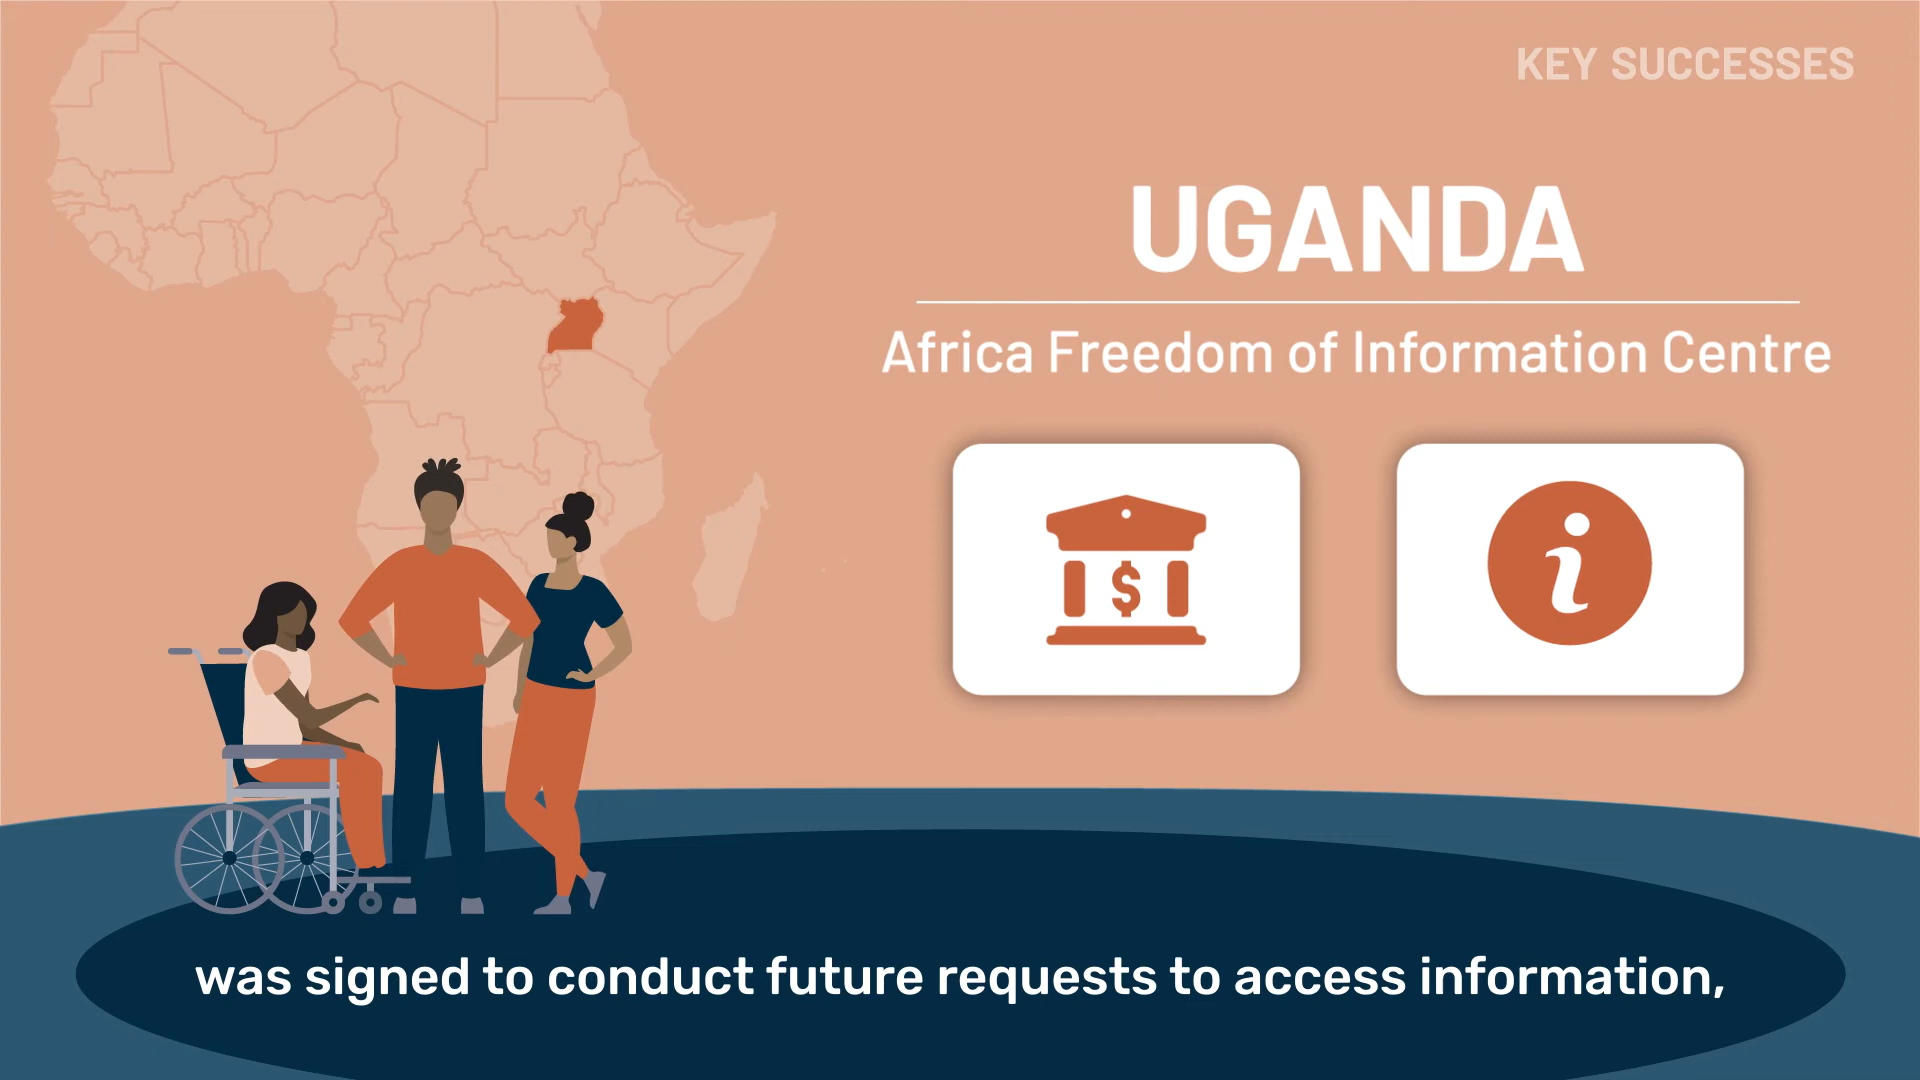 KEY SUCCESSES
UGANDA
Africa Freedom of Information Centre
$
i
was signed to conduct future requests to access information,